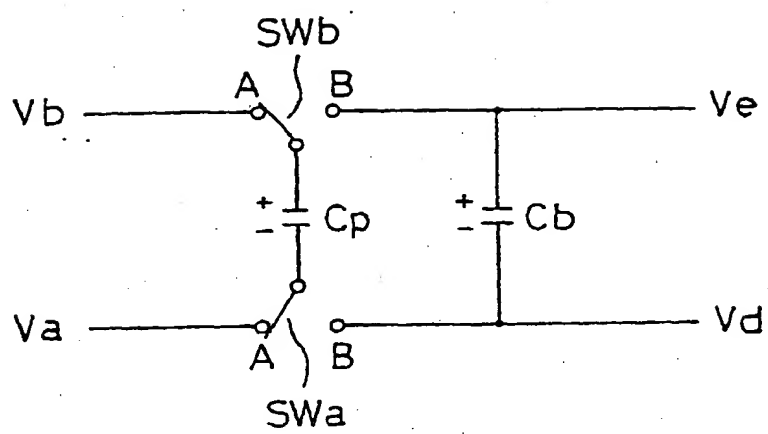 SWb
A B
Vb Ve
+ + 
- Cp - Cb
Va Vd
A B
SWa